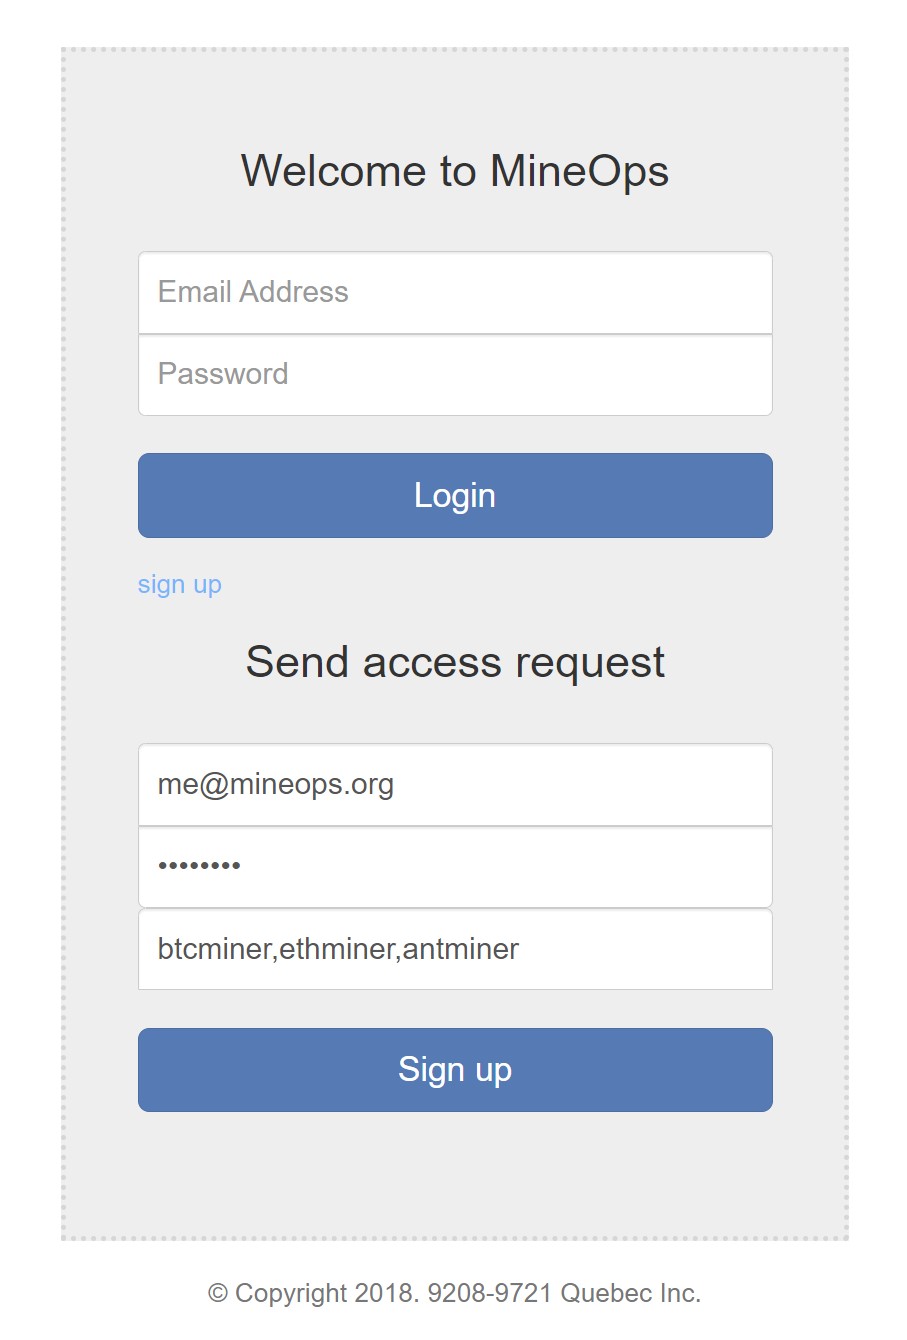 Welcome to MineOps
Email Address
Password
Login
sign up
Send access request
me@mineops.org
••••••••
btcminer,ethminer,antminer
Sign up
© Copyright 2018. 9208-9721 Quebec Inc.